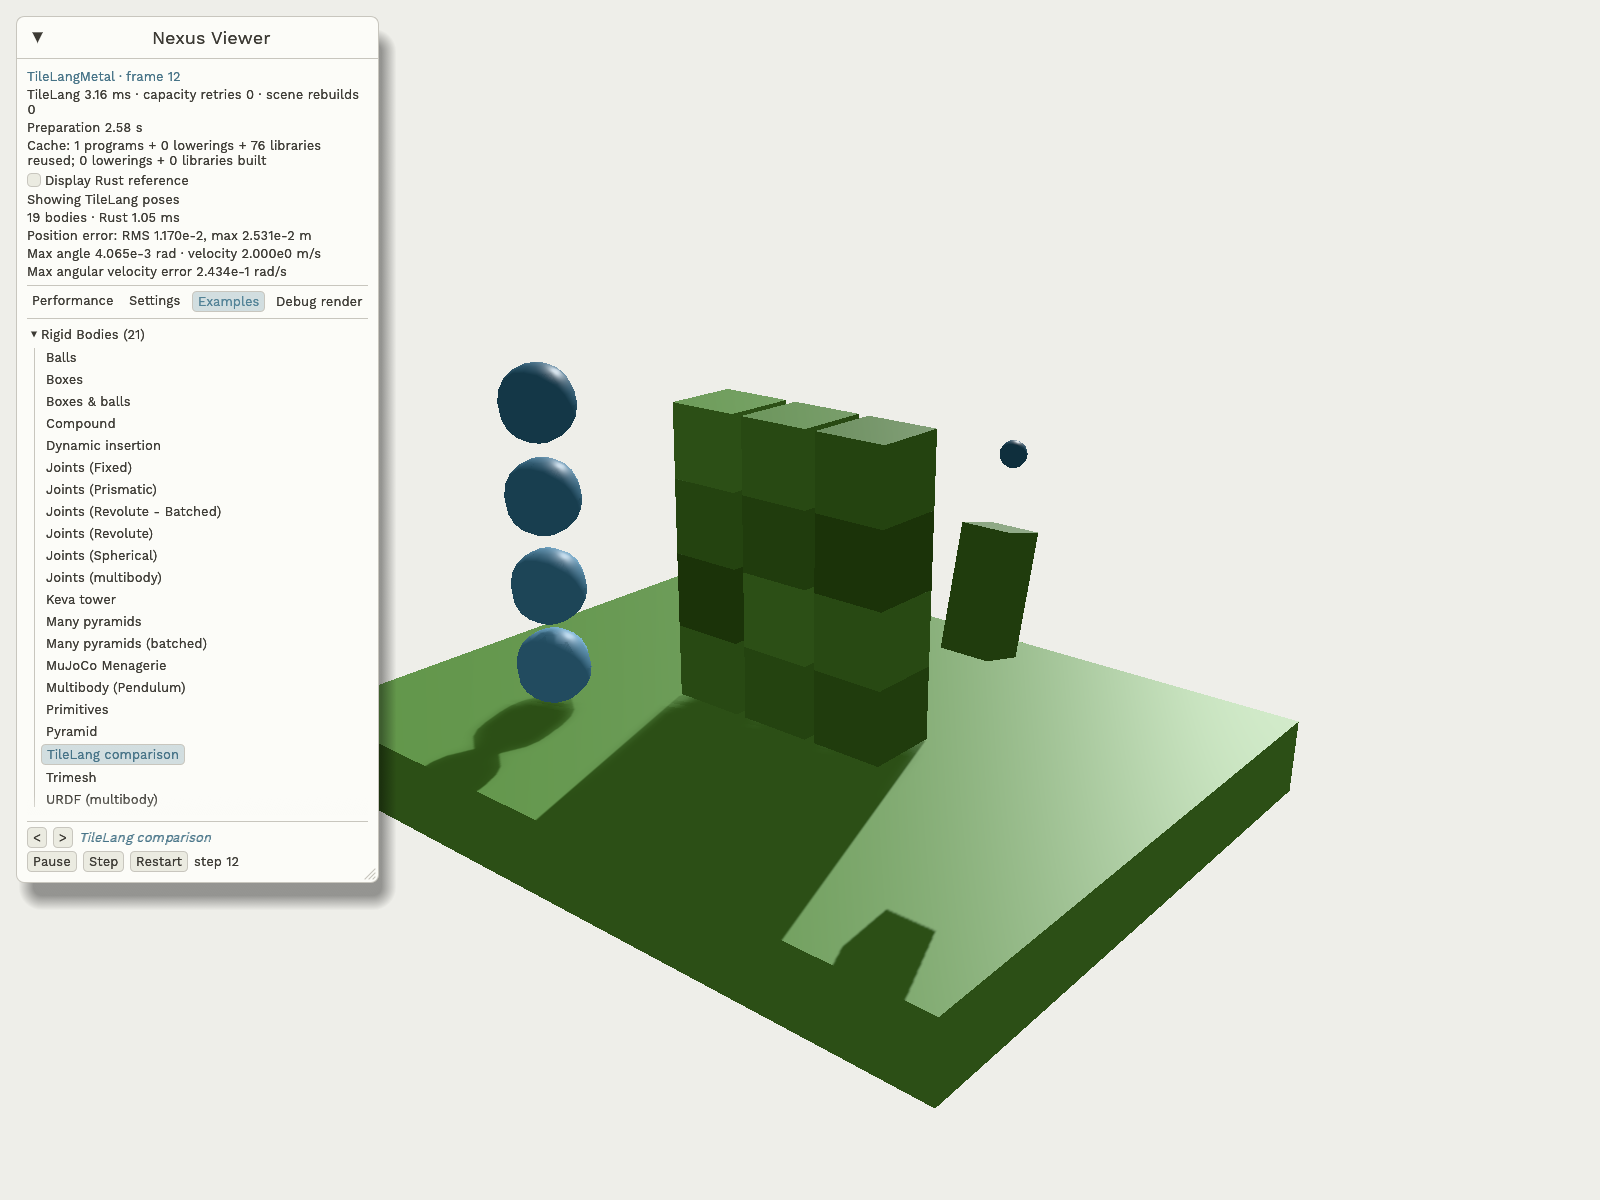 ▼ Nexus Viewer
TileLangMetal · frame 12
TileLang 3.16 ms · capacity retries 0 · scene rebuilds
0
Preparation 2.58 s
Cache: 1 programs + 0 lowerings + 76 libraries
reused; 0 lowerings + 0 libraries built
Display Rust reference
Showing TileLang poses
19 bodies · Rust 1.05 ms
Position error: RMS 1.170e-2, max 2.531e-2 m
Max angle 4.065e-3 rad · velocity 2.000e0 m/s
Max angular velocity error 2.434e-1 rad/s
Performance Settings Examples Debug render
▾ Rigid Bodies (21)
Balls
Boxes
Boxes & balls
Compound
Dynamic insertion
Joints (Fixed)
Joints (Prismatic)
Joints (Revolute - Batched)
Joints (Revolute)
Joints (Spherical)
Joints (multibody)
Keva tower
Many pyramids
Many pyramids (batched)
MuJoCo Menagerie
Multibody (Pendulum)
Primitives
Pyramid
TileLang comparison
Trimesh
URDF (multibody)
< > TileLang comparison
Pause Step Restart step 12